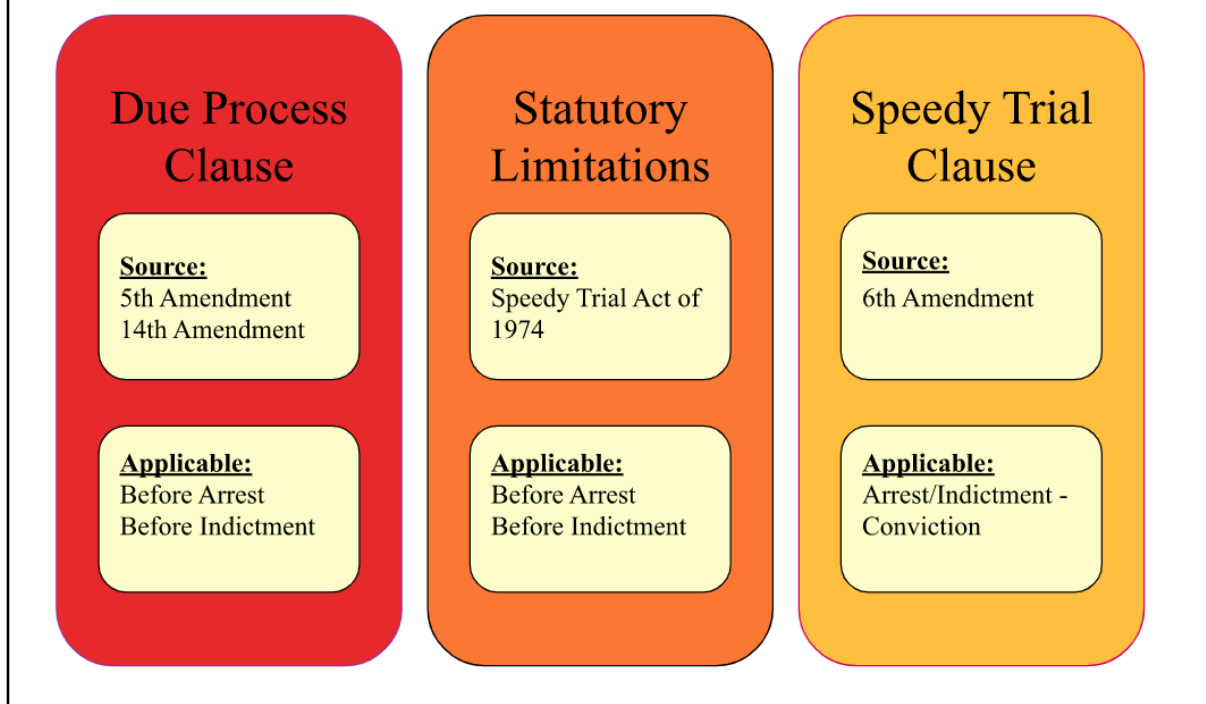 Due Process
Clause
Source:
5th Amendment
14th Amendment
Applicable:
Before Arrest
Before Indictment
Statutory
Limitations
Source:
Speedy Trial Act of
1974
Applicable:
Before Arrest
Before Indictment
Speedy Trial
Clause
Source:
6th Amendment
Applicable:
Arrest/Indictment -
Conviction